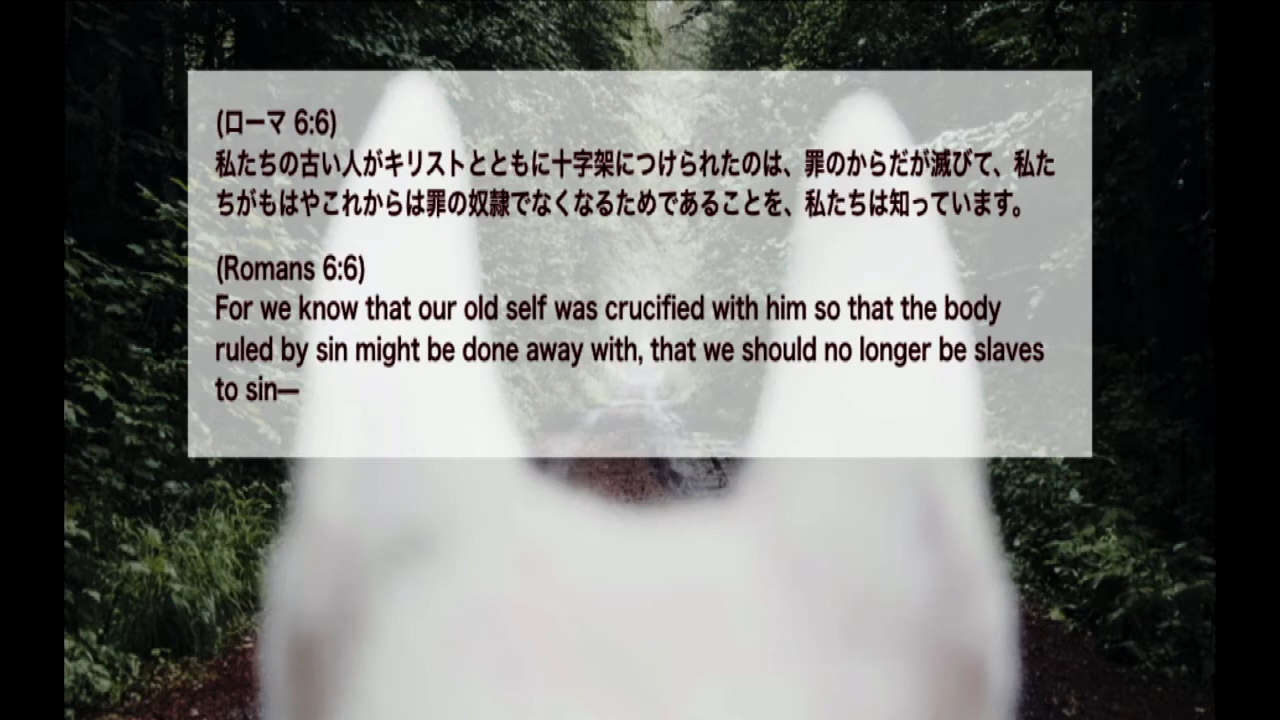 (ローマ 6:6)
私たちの古い人がキリストとともに十字架につけられたのは、罪のからだが滅びて、私た
ちがもはやこれからは罪の奴隷でなくなるためであることを、私たちは知っています。
(Romans 6:6)
For we know that our old self was crucified with him so that the body
ruled by sin might be done away with, that we should no longer be slaves
to sin—